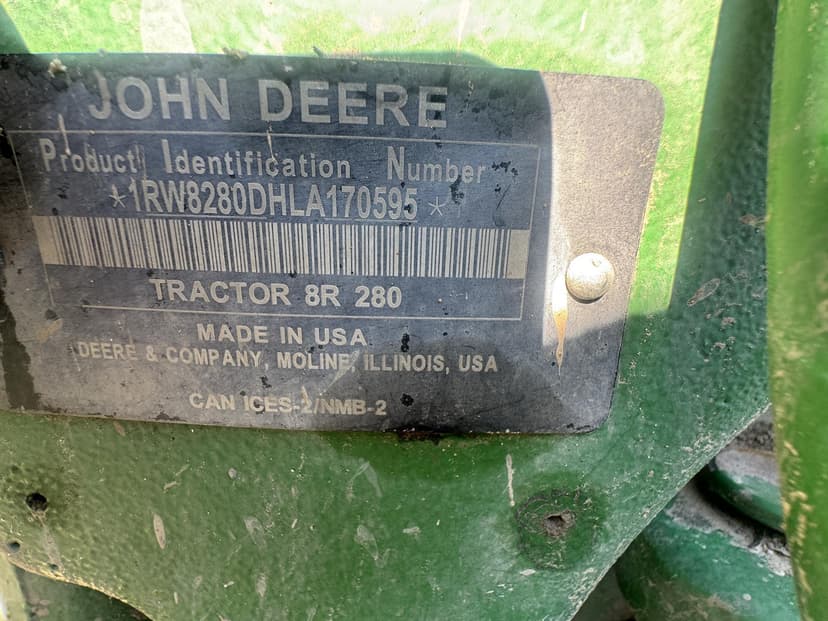 JOHN DEERE
Product Identification Number
*1RW8280DHLA170595*
TRACTOR 8R 280
MADE IN USA
DEERE & COMPANY, MOLINE, ILLINOIS, USA
CAN ICES-2/NMB-2